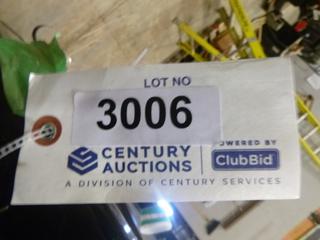 LOT NO
3006
CENTURY AUCTIONS
POWERED BY
ClubBid
A DIVISION OF CENTURY SERVICES